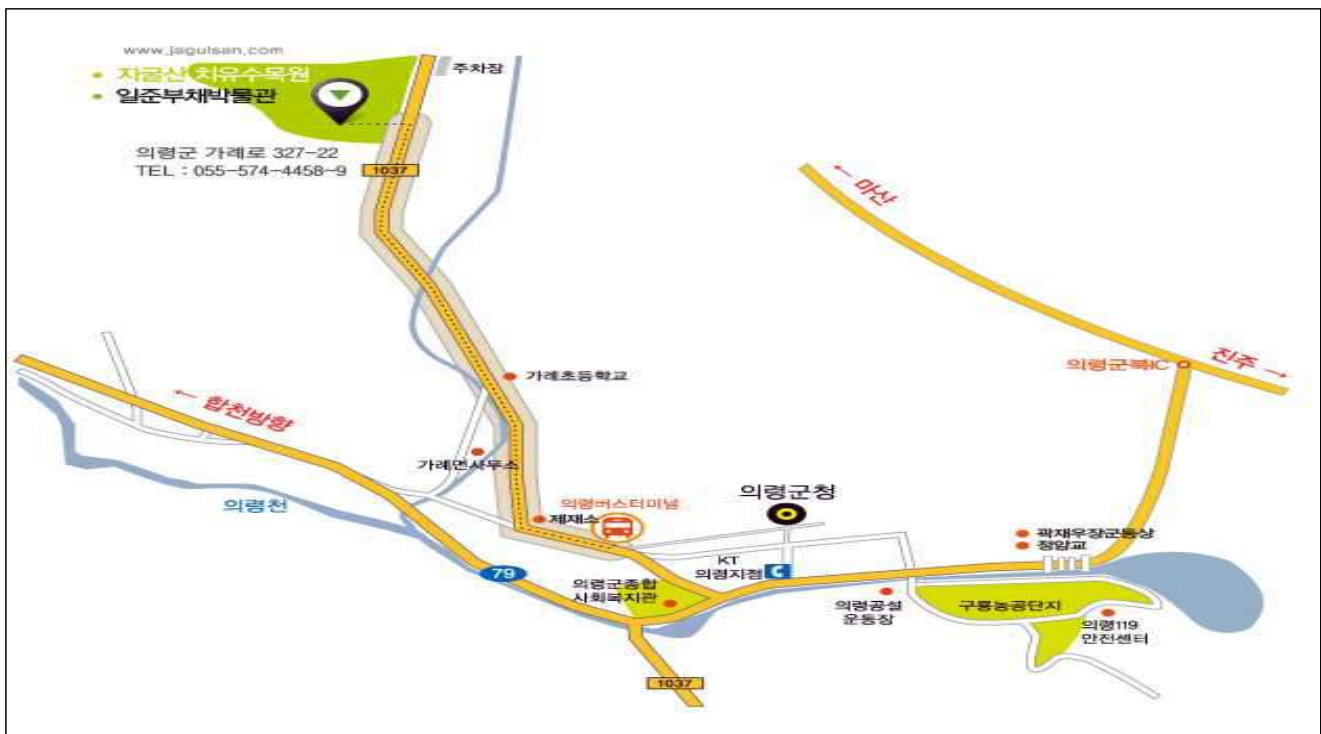 www.jagulsan.com
자굴산 치유수목원
일준부채박물관
주차장
의령군 가례로 327-22
TEL : 055-574-4458~9
1037
← 마산
진주 →
의령군북IC
가례초등학교
← 합천방향
가례면사무소
의령천
의령버스터미널
제재소
의령군청
곽재우장군동상
정암교
KT
의령지점
79
의령군종합
사회복지관
의령공설
운동장
구룡농공단지
의령119
안전센터
1037